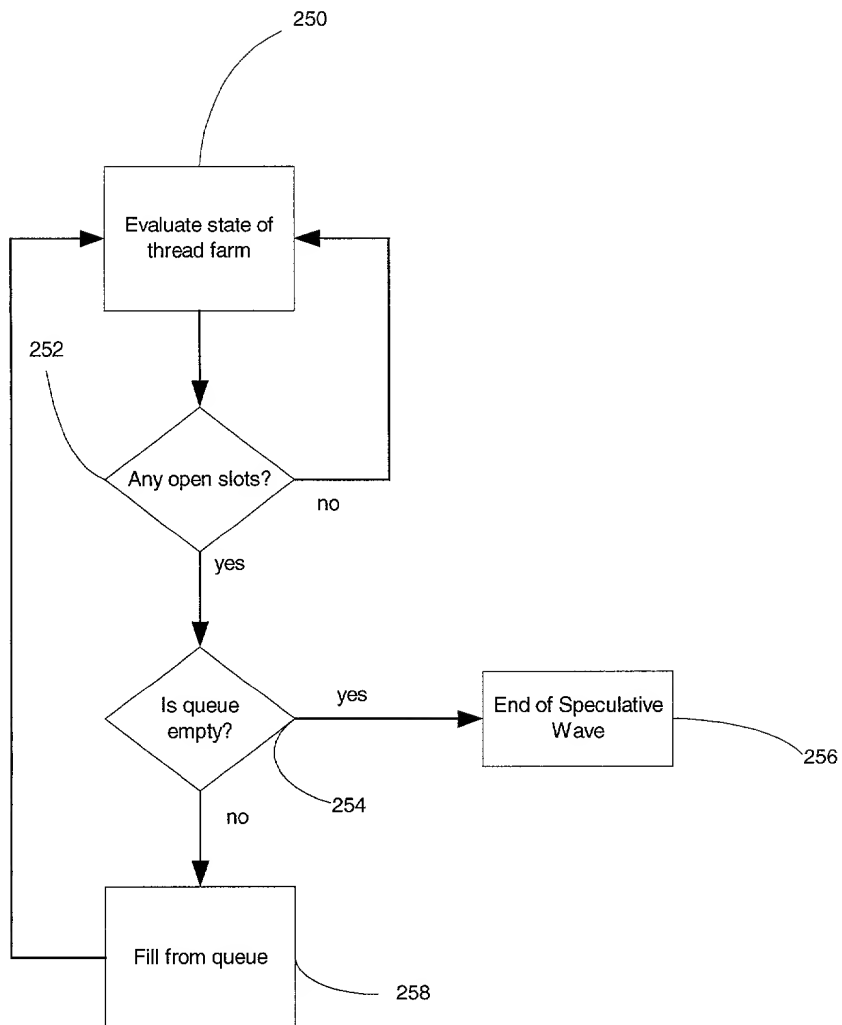 250
Evaluate state of
thread farm
252
Any open slots?
no
yes
Is queue
empty?
yes
End of Speculative
Wave
256
254
no
Fill from queue
258